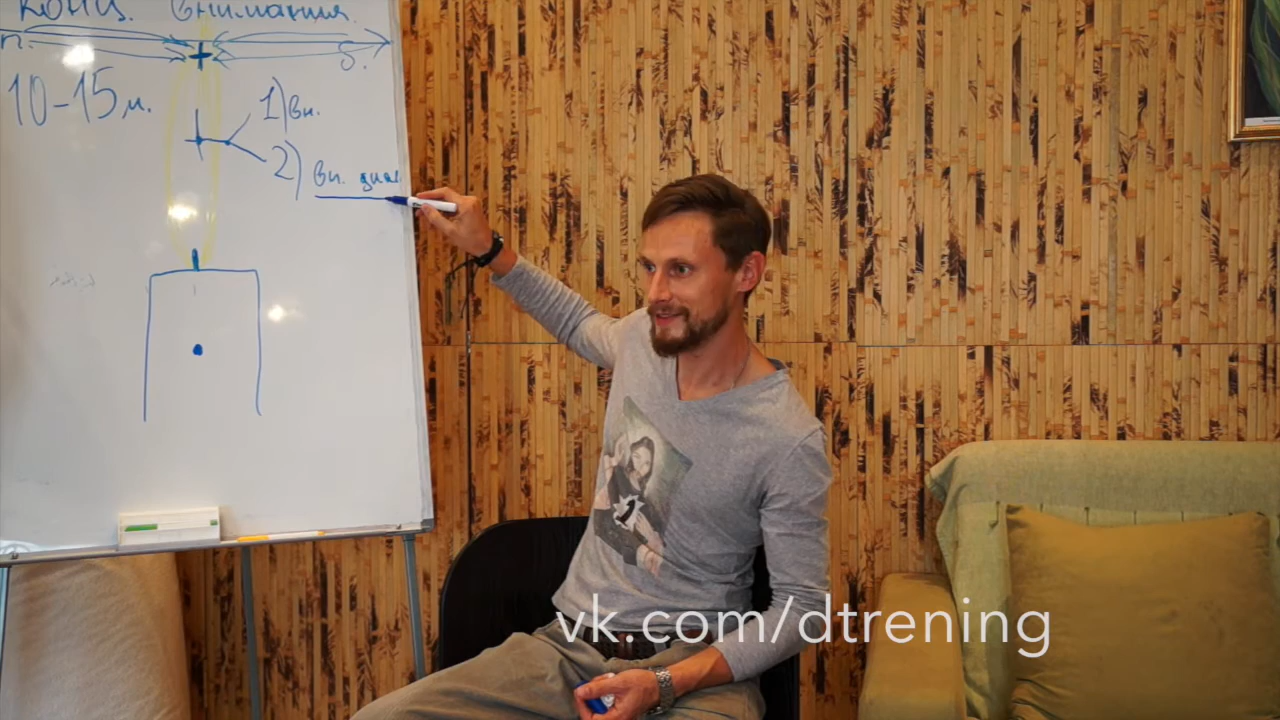 Конц. Внимания.
п. б.
10-15 м.
1) Вн.
2) Вн. диал.
vk.com/dtrening